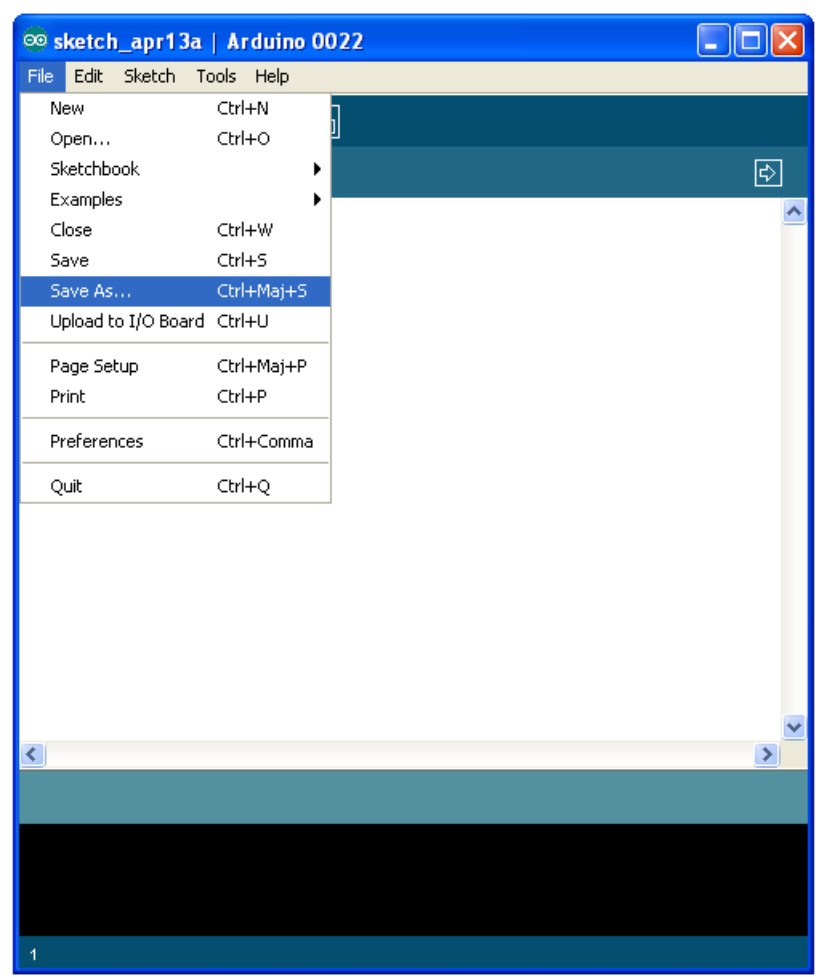 sketch_apr13a | Arduino 0022
File Edit Sketch Tools Help
New Ctrl+N
Open... Ctrl+O
Sketchbook
Examples
Close Ctrl+W
Save Ctrl+S
Save As... Ctrl+Maj+S
Upload to I/O Board Ctrl+U
Page Setup Ctrl+Maj+P
Print Ctrl+P
Preferences Ctrl+Comma
Quit Ctrl+Q
1